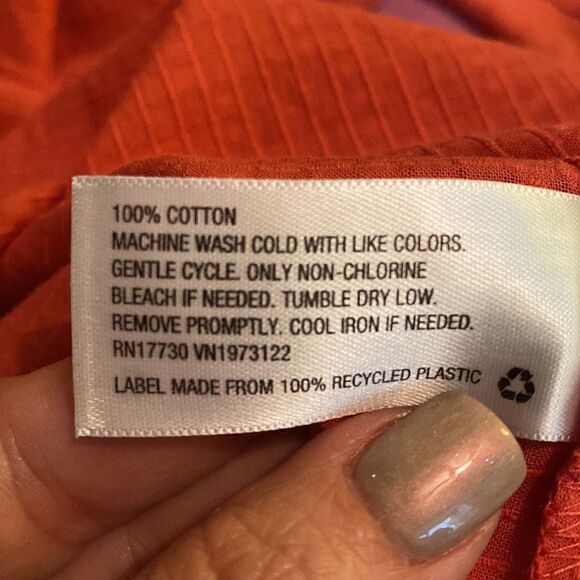 100% COTTON
MACHINE WASH COLD WITH LIKE COLORS.
GENTLE CYCLE. ONLY NON-CHLORINE
BLEACH IF NEEDED. TUMBLE DRY LOW.
REMOVE PROMPTLY. COOL IRON IF NEEDED.
RN17730 VN1973122
LABEL MADE FROM 100% RECYCLED PLASTIC